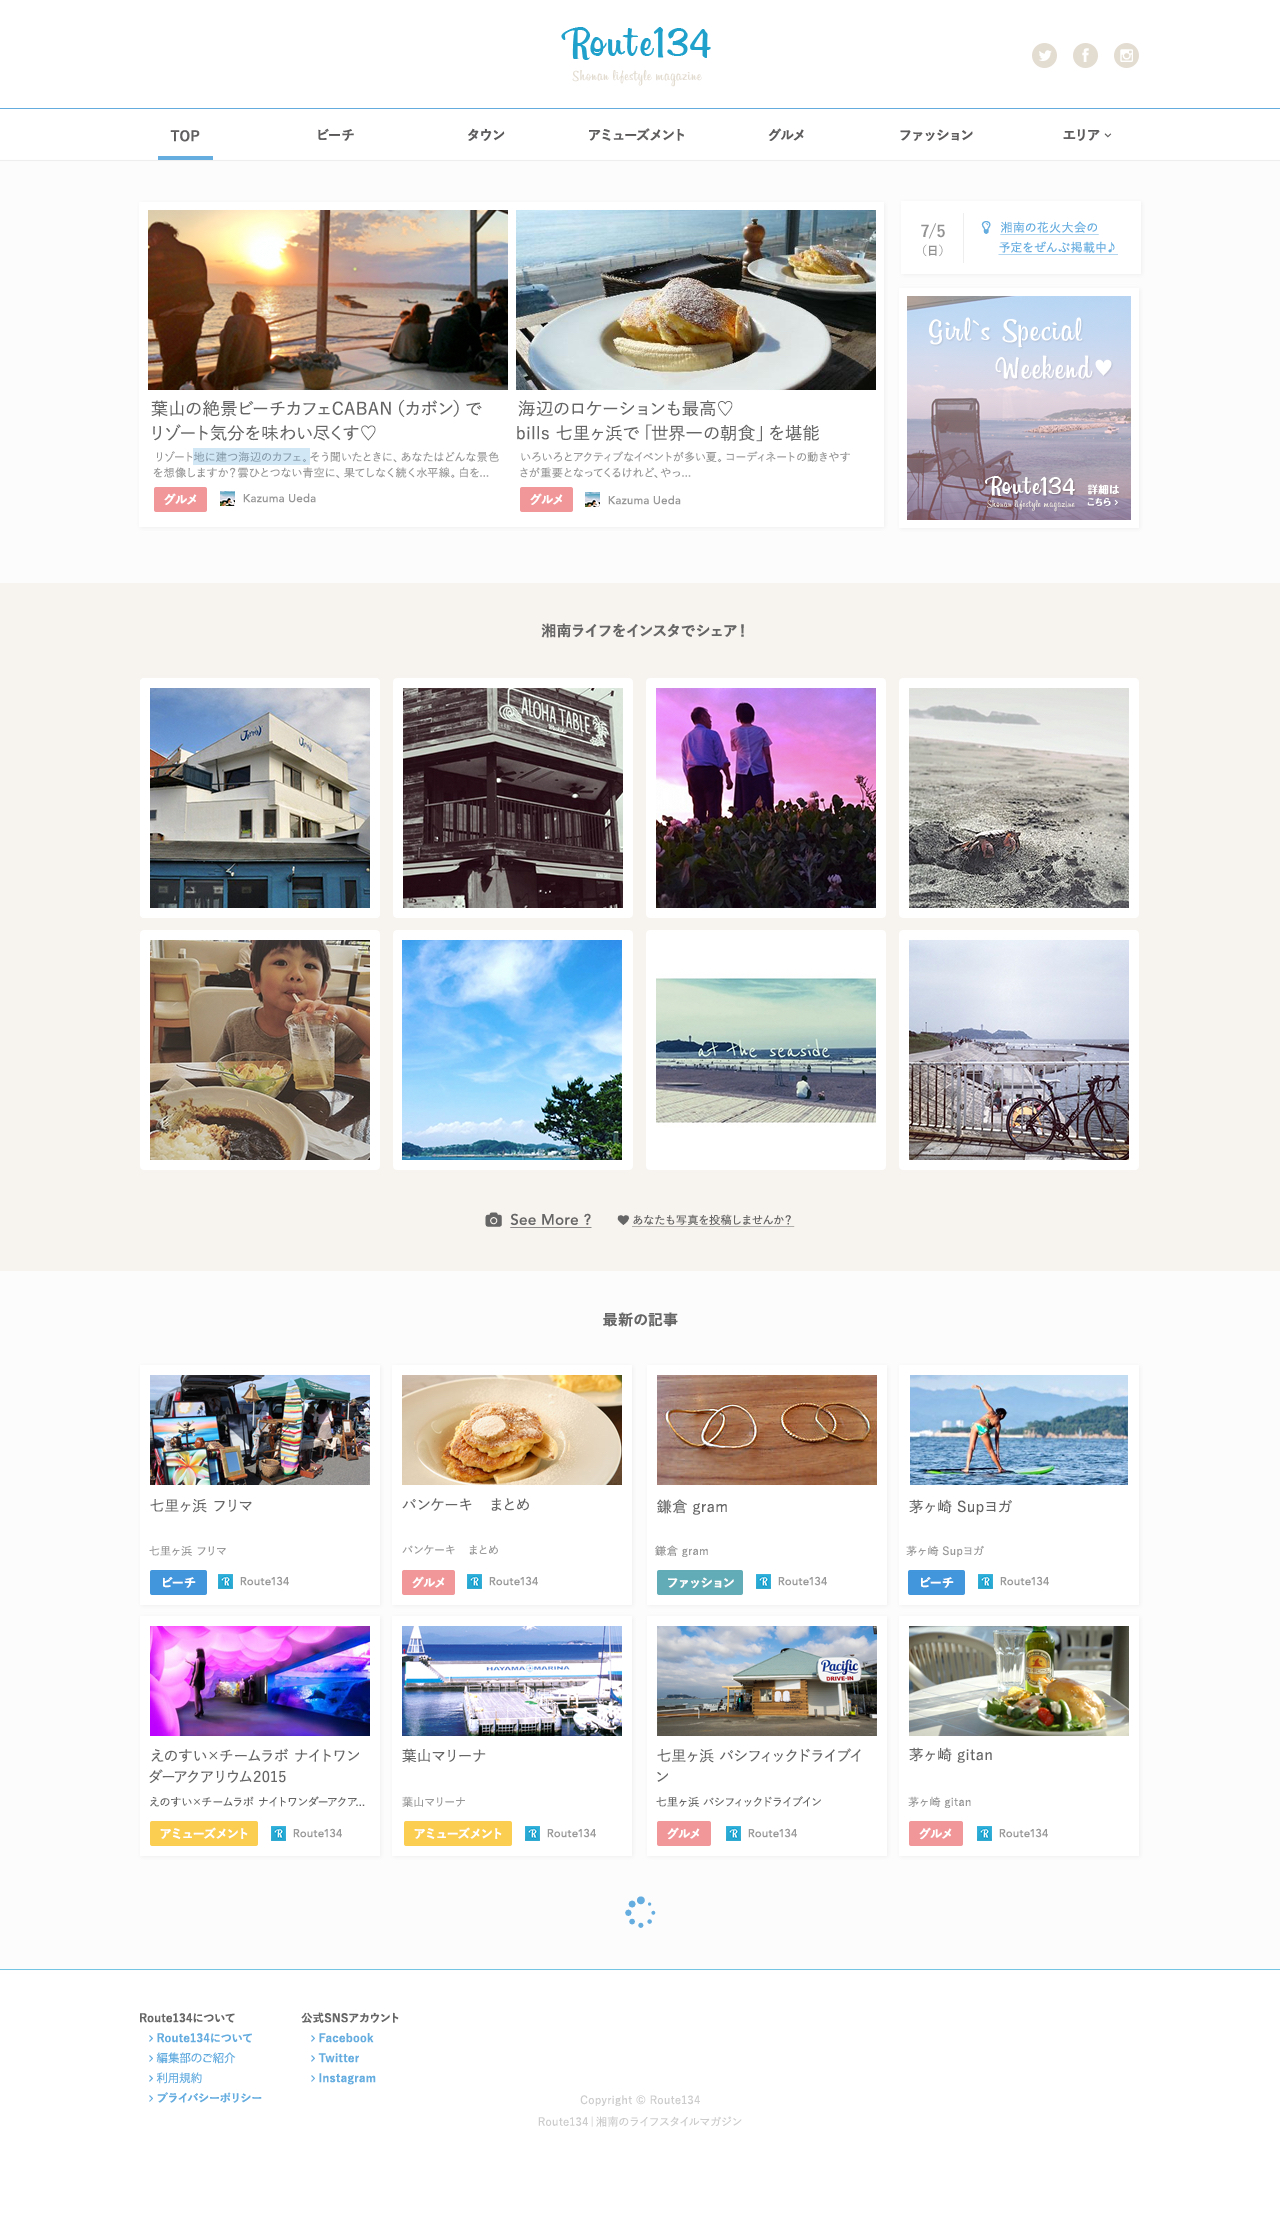 Route134
Shonan lifestyle magazine
TOP
ビーチ
タウン
アミューズメント
グルメ
ファッション
エリア
葉山の絶景ビーチカフェCABAN（カボン）で
リゾート気分を味わい尽くす♡
リゾート地に建つ海辺のカフェ。そう聞いたときに、あなたはどんな景色
を想像しますか？雲ひとつない青空に、果てしなく続く水平線。白を...
グルメ
Kazuma Ueda
海辺のロケーションも最高♡
bills 七里ヶ浜で「世界一の朝食」を堪能
いろいろとアクティブなイベントが多い夏。コーディネートの動きやす
さが重要となってくるけれど、やっ...
グルメ
Kazuma Ueda
7/5
（日）
湘南の花火大会の
予定をぜんぶ掲載中♪
Girl`s Special
Weekend♥
Route134
Shonan lifestyle magazine
詳細は
こちら ›
湘南ライフをインスタでシェア！
ALOHA TABLE
at the seaside
See More ?
♥あなたも写真を投稿しませんか？
最新の記事
七里ヶ浜 フリマ
七里ヶ浜 フリマ
ビーチ
R
Route134
パンケーキ　まとめ
パンケーキ　まとめ
グルメ
R
Route134
鎌倉 gram
鎌倉 gram
ファッション
R
Route134
茅ヶ崎 Supヨガ
茅ヶ崎 Supヨガ
ビーチ
R
Route134
えのすい×チームラボ ナイトワン
ダーアクアリウム2015
えのすい×チームラボ ナイトワンダーアクア...
アミューズメント
R
Route134
HAYAMA MARINA
葉山マリーナ
葉山マリーナ
アミューズメント
R
Route134
Pacific
DRIVE-IN
七里ヶ浜 パシフィックドライブイ
ン
七里ヶ浜 パシフィックドライブイン
グルメ
R
Route134
茅ヶ崎 gitan
茅ヶ崎 gitan
グルメ
R
Route134
Route134について
› Route134について
› 編集部のご紹介
› 利用規約
› プライバシーポリシー
公式SNSアカウント
› Facebook
› Twitter
› Instagram
Copyright © Route134
Route134｜湘南のライフスタイルマガジン